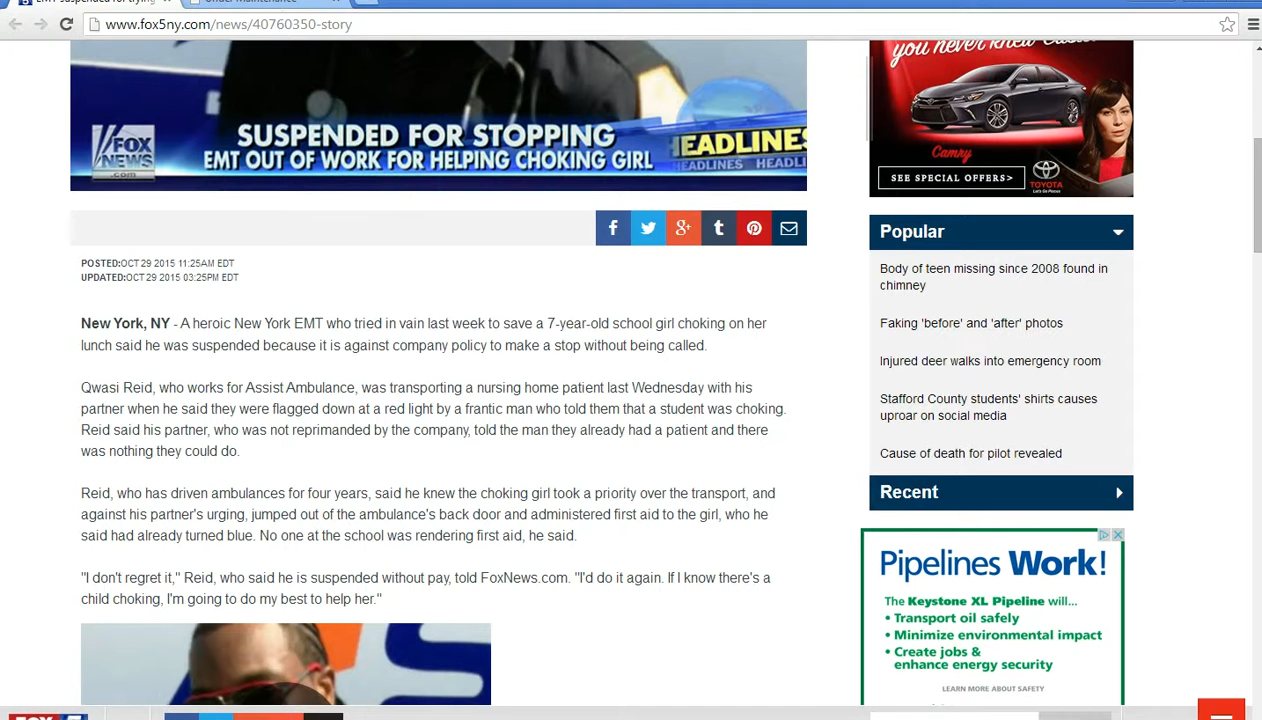 EMT suspended for trying
Under Maintenance
www.fox5ny.com/news/40760350-story
you never knew
SUSPENDED FOR STOPPING
EMT OUT OF WORK FOR HELPING CHOKING GIRL
FOX
NEWS
.com
HEADLINES
HEADLINES HEADLI
Camry
SEE SPECIAL OFFERS>
TOYOTA
Let's Go Places
Popular
POSTED:OCT 29 2015 11:25AM EDT
UPDATED:OCT 29 2015 03:25PM EDT
New York, NY - A heroic New York EMT who tried in vain last week to save a 7-year-old school girl choking on her
lunch said he was suspended because it is against company policy to make a stop without being called.
Qwasi Reid, who works for Assist Ambulance, was transporting a nursing home patient last Wednesday with his
partner when he said they were flagged down at a red light by a frantic man who told them that a student was choking.
Reid said his partner, who was not reprimanded by the company, told the man they already had a patient and there
was nothing they could do.
Reid, who has driven ambulances for four years, said he knew the choking girl took a priority over the transport, and
against his partner's urging, jumped out of the ambulance's back door and administered first aid to the girl, who he
said had already turned blue. No one at the school was rendering first aid, he said.
"I don't regret it," Reid, who said he is suspended without pay, told FoxNews.com. "I'd do it again. If I know there's a
child choking, I'm going to do my best to help her."
Body of teen missing since 2008 found in
chimney
Faking 'before' and 'after' photos
Injured deer walks into emergency room
Stafford County students' shirts causes
uproar on social media
Cause of death for pilot revealed
Recent
Pipelines Work!
The Keystone XL Pipeline will...
• Transport oil safely
• Minimize environmental impact
• Create jobs &
enhance energy security
LEARN MORE ABOUT SAFETY
FOX 5